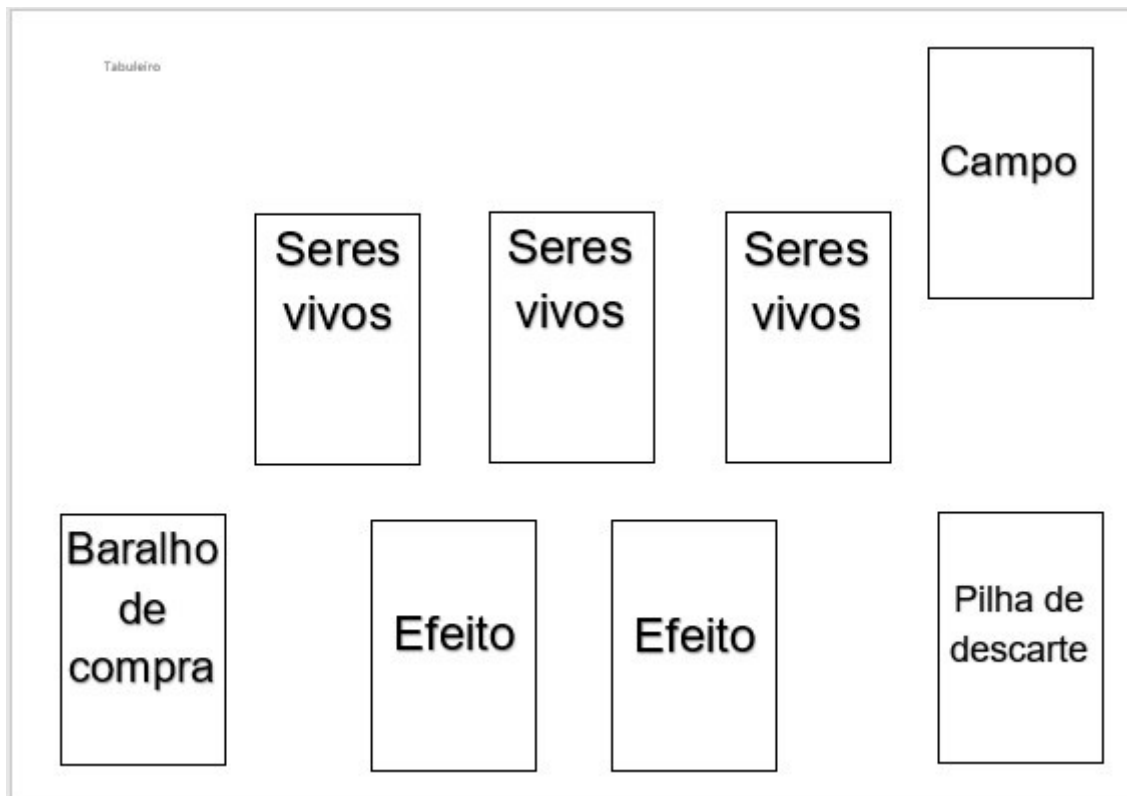 Tabuleiro
Campo
Seres
vivos
Seres
vivos
Seres
vivos
Baralho
de
compra
Efeito
Efeito
Pilha de
descarte